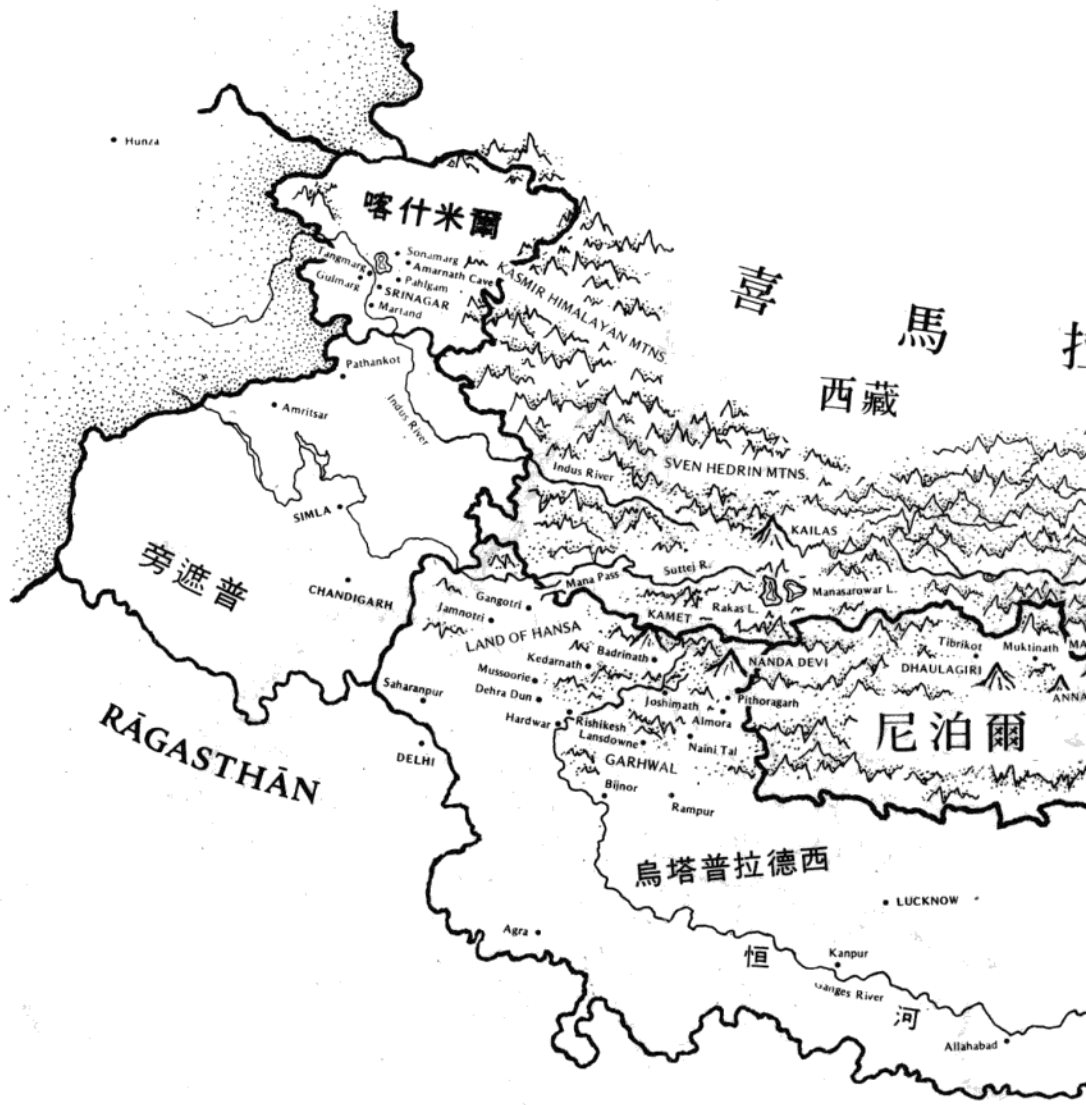 Hunza
喀什米爾
Sonamarg
Tangmarg
Amarnath Cave
Gulmarg
Pahlgam
SRINAGAR
Martand
KASMIR HIMALAYAN MTNS
喜馬
西藏
Pathankot
Amritsar
Indus River
Indus River
SVEN HEDRIN MTNS.
SIMLA
KAILAS
旁遮普
CHANDIGARH
Mana Pass
Suttej R.
Rakas L.
Manasarowar L.
Gangotri
Jamnotri
KAMET
LAND OF HANSA
Badrinath
Kedarnath
NANDA DEVI
Tibrikot
Muktinath
MA
DHAULAGIRI
ANNA
Mussoorie
Dehra Dun
Saharanpur
Hardwar
Joshimath
Pithoragarh
Almora
Rishikesh
Lansdowne
Naini Tal
尼泊爾
RĀGASTHĀN
DELHI
GARHWAL
Bijnor
Rampur
烏塔普拉德西
LUCKNOW
Agra
恒河
Kanpur
Ganges River
Allahabad